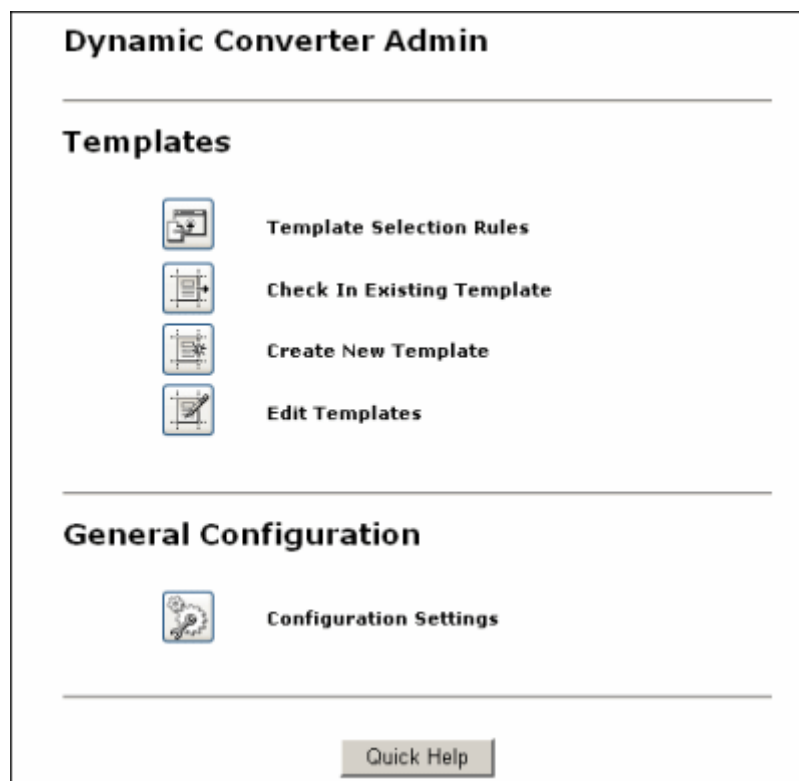 Dynamic Converter Admin
Templates
Template Selection Rules
Check In Existing Template
Create New Template
Edit Templates
General Configuration
Configuration Settings
Quick Help